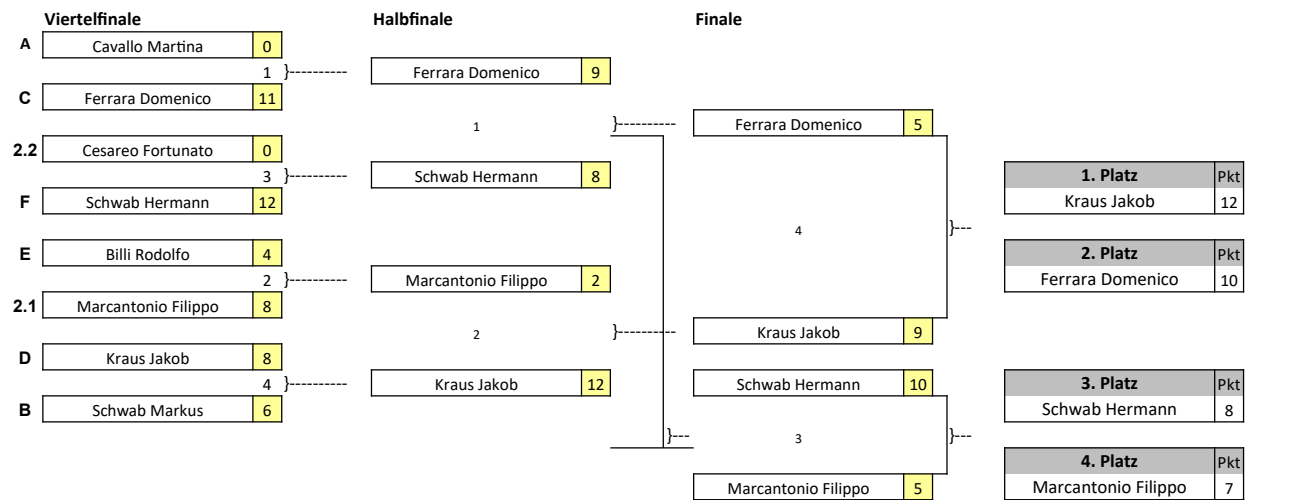 Viertelfinale Halbfinale Finale
A Cavallo Martina 0
1 }--------- Ferrara Domenico 9
C Ferrara Domenico 11
1 }---------- Ferrara Domenico 5
2.2 Cesareo Fortunato 0
3 }--------- Schwab Hermann 8 1. Platz Pkt
F Schwab Hermann 12 Kraus Jakob 12
4 }---
E Billi Rodolfo 4 2. Platz Pkt
2 }--------- Marcantonio Filippo 2 Ferrara Domenico 10
2.1 Marcantonio Filippo 8
2 }---------- Kraus Jakob 9
D Kraus Jakob 8
4 }--------- Kraus Jakob 12 Schwab Hermann 10 3. Platz Pkt
B Schwab Markus 6 Schwab Hermann 8
}--- 3 }---
4. Platz Pkt
Marcantonio Filippo 5 Marcantonio Filippo 7